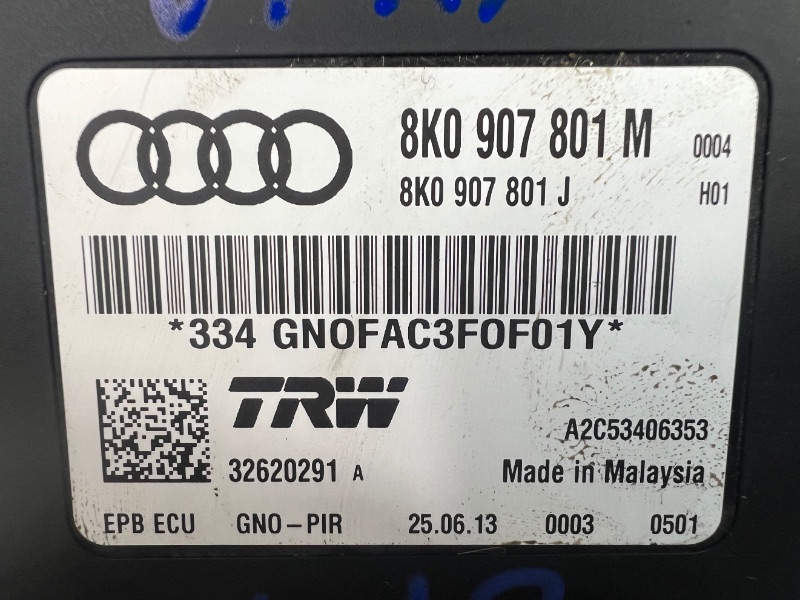 8K0 907 801 M 0004
8K0 907 801 J H01
*334 GNOFAC3F0F01Y*
TRW
A2C53406353
32620291 A Made in Malaysia
EPB ECU GNO-PIR 25.06.13 0003 0501